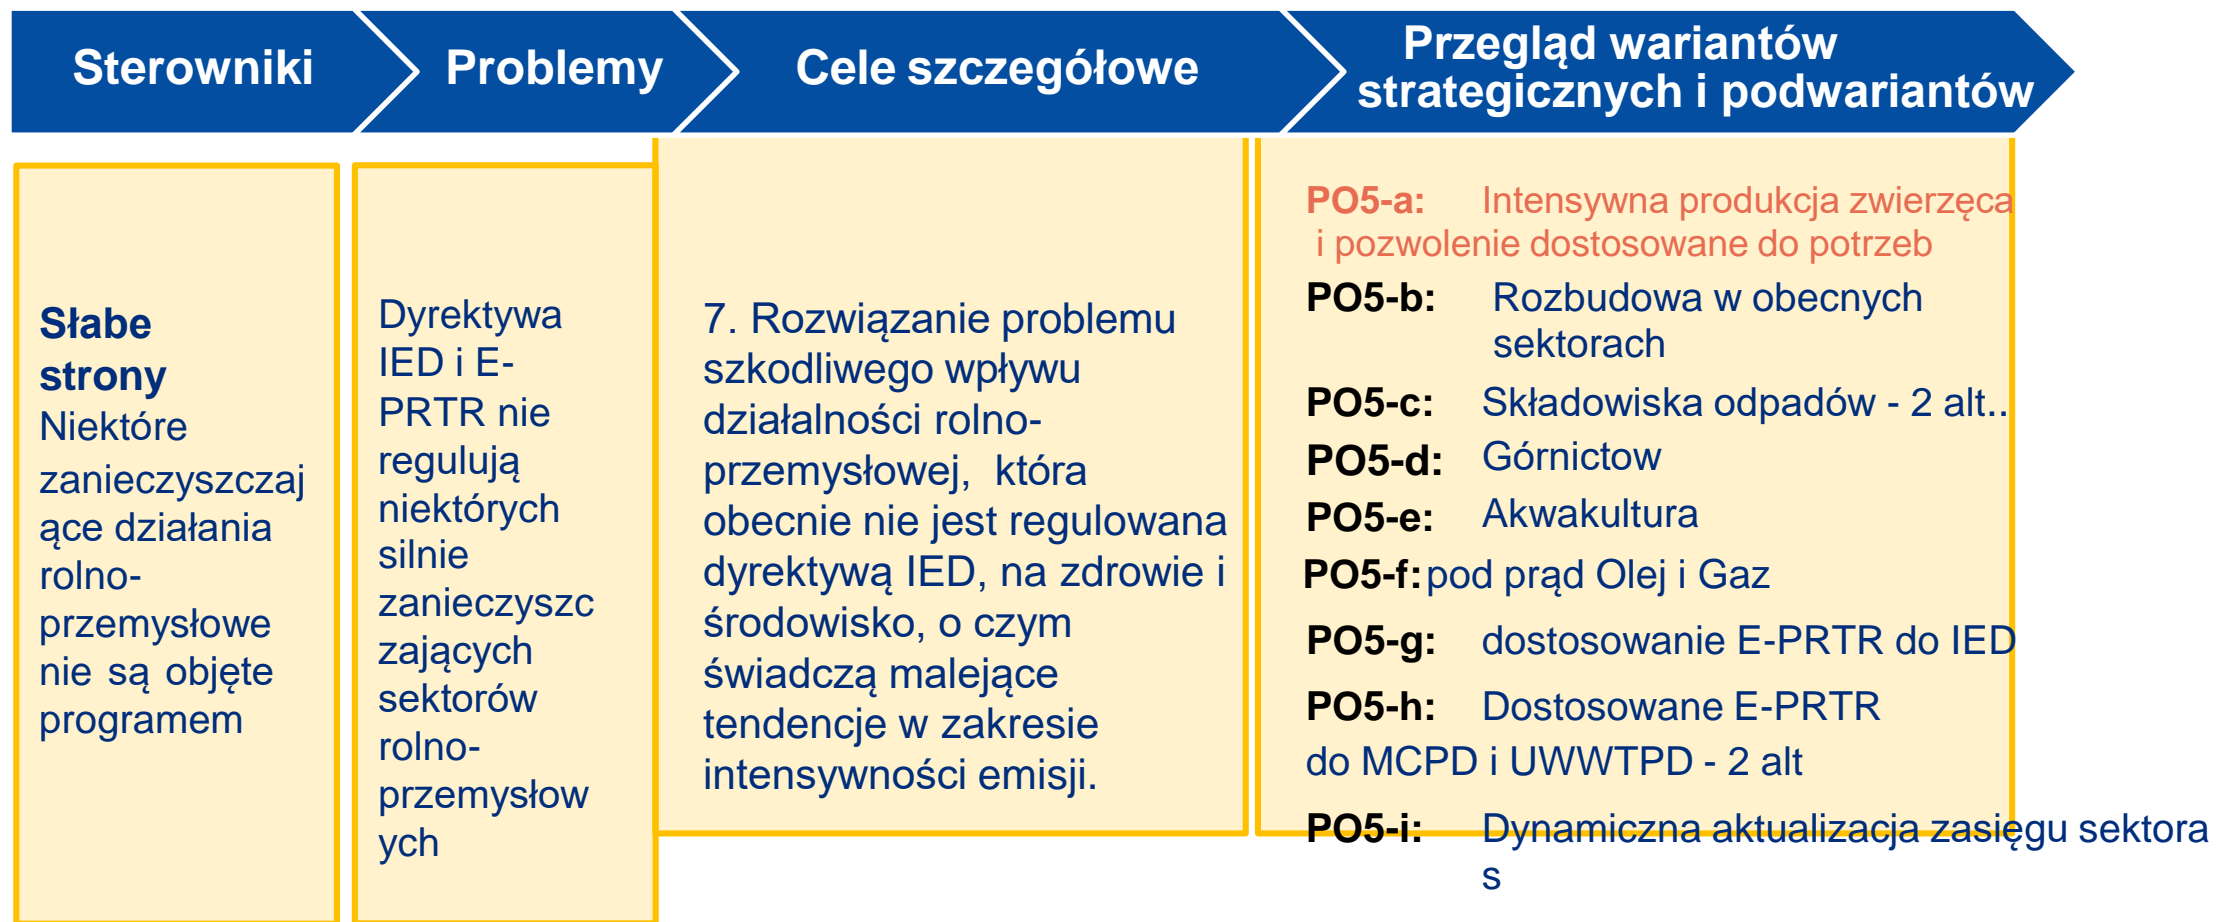 Sterowniki
Problemy
Cele szczegółowe
Przegląd wariantów
strategicznych i podwariantów
Słabe
strony
Niektóre
zanieczyszczaj
ące działania
rolno-
przemysłowe
nie są objęte
programem
Dyrektywa
IED i E-
PRTR nie
regulują
niektórych
silnie
zanieczyszc
zających
sektorów
rolno-
przemysłow
ych
7. Rozwiązanie problemu
szkodliwego wpływu
działalności rolno-
przemysłowej, która
obecnie nie jest regulowana
dyrektywą IED, na zdrowie i
środowisko, o czym
świadczą malejące
tendencje w zakresie
intensywności emisji.
PO5-a: Intensywna produkcja zwierzęca
i pozwolenie dostosowane do potrzeb
PO5-b: Rozbudowa w obecnych
sektorach
PO5-c: Składowiska odpadów - 2 alt..
PO5-d: Górnictow
PO5-e: Akwakultura
PO5-f: pod prąd Olej i Gaz
PO5-g: dostosowanie E-PRTR do IED
PO5-h: Dostosowane E-PRTR
do MCPD i UWWTPD - 2 alt
PO5-i: Dynamiczna aktualizacja zasięgu sektora
s